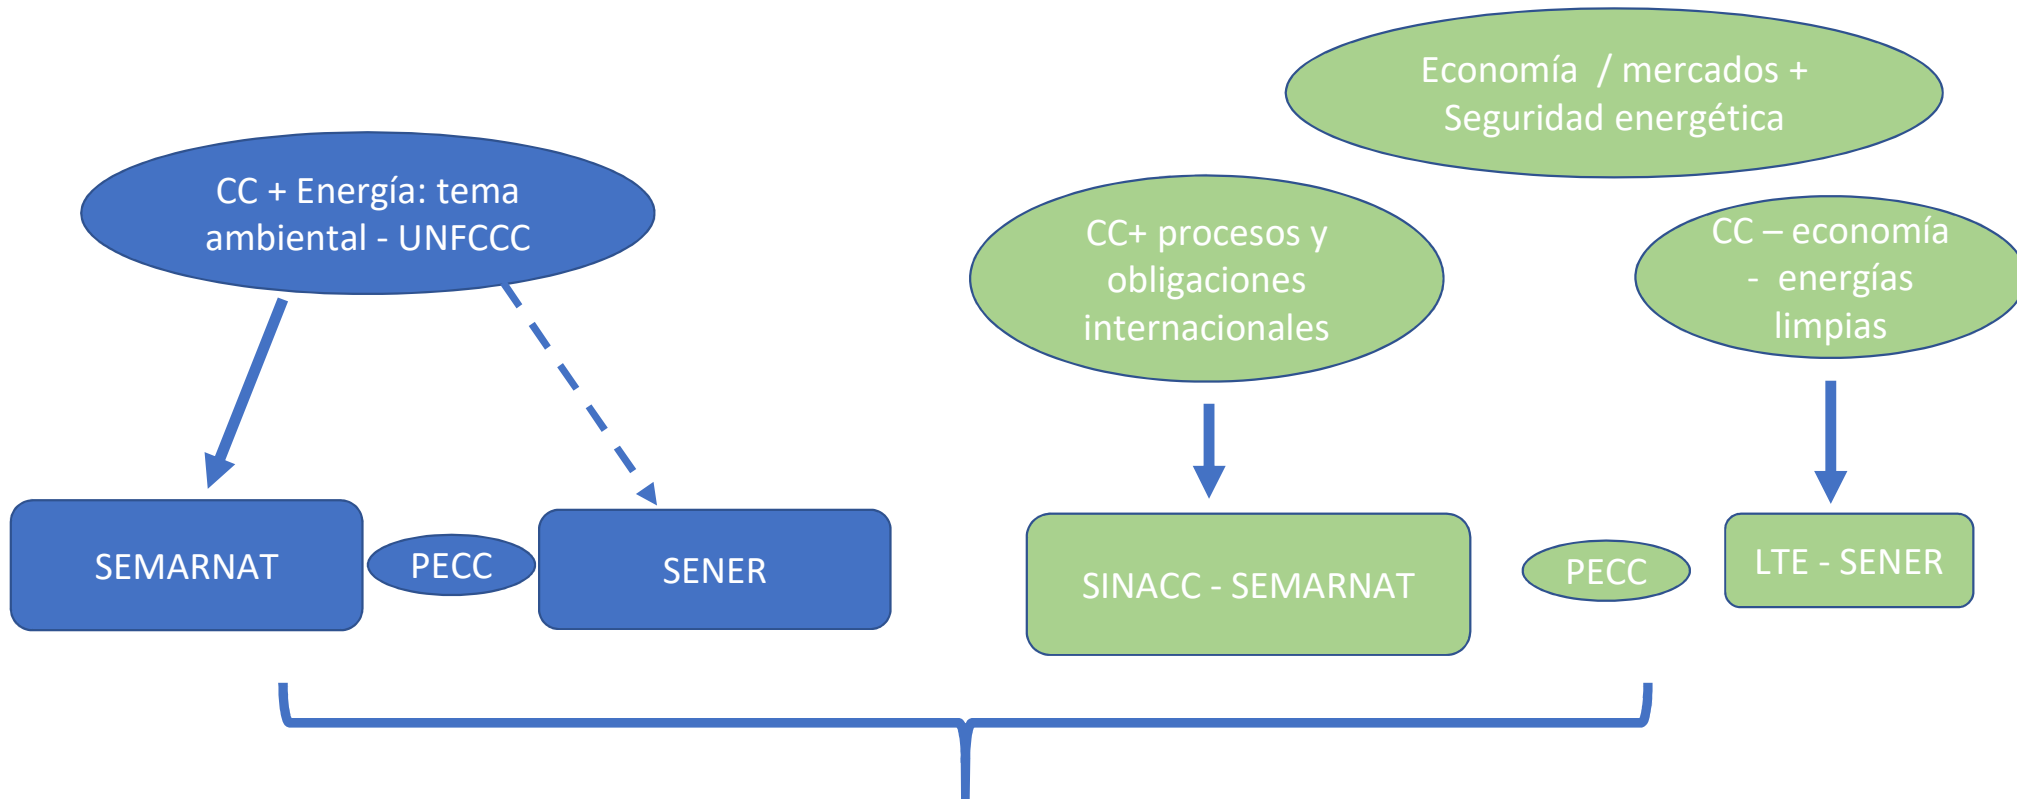 Economía / mercados +
Seguridad energética
CC + Energía: tema
ambiental - UNFCCC
CC+ procesos y
obligaciones
internacionales
CC – economía
- energías
limpias
SEMARNAT
PECC
SENER
SINACC - SEMARNAT
PECC
LTE - SENER